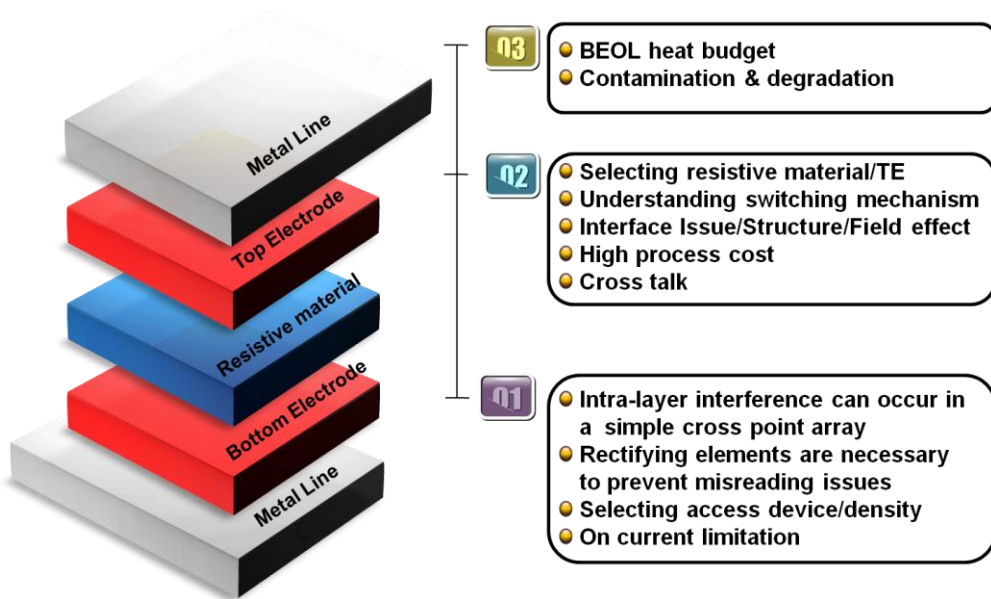 Metal Line
Top Electrode
Resistive material
Bottom Electrode
Metal Line
03
BEOL heat budget
Contamination & degradation
02
Selecting resistive material/TE
Understanding switching mechanism
Interface Issue/Structure/Field effect
High process cost
Cross talk
01
Intra-layer interference can occur in
a simple cross point array
Rectifying elements are necessary
to prevent misreading issues
Selecting access device/density
On current limitation